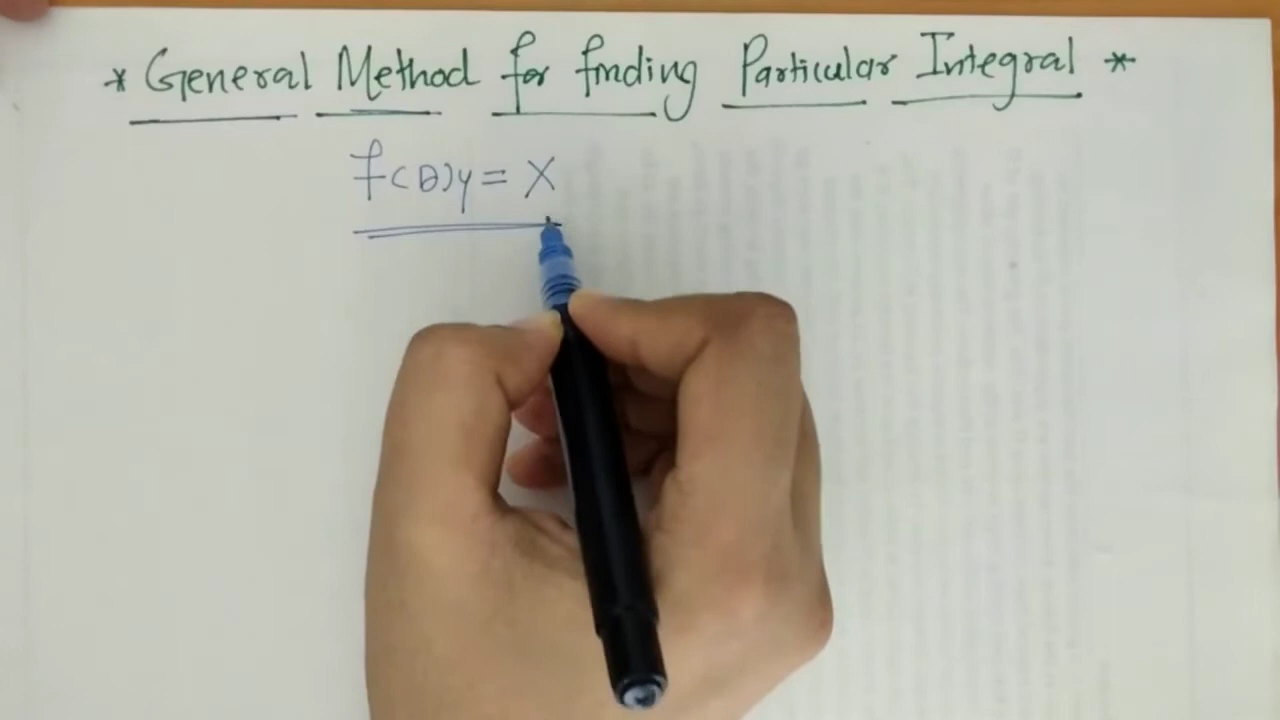 * General Method for finding Particular Integral *
f(D)y = X